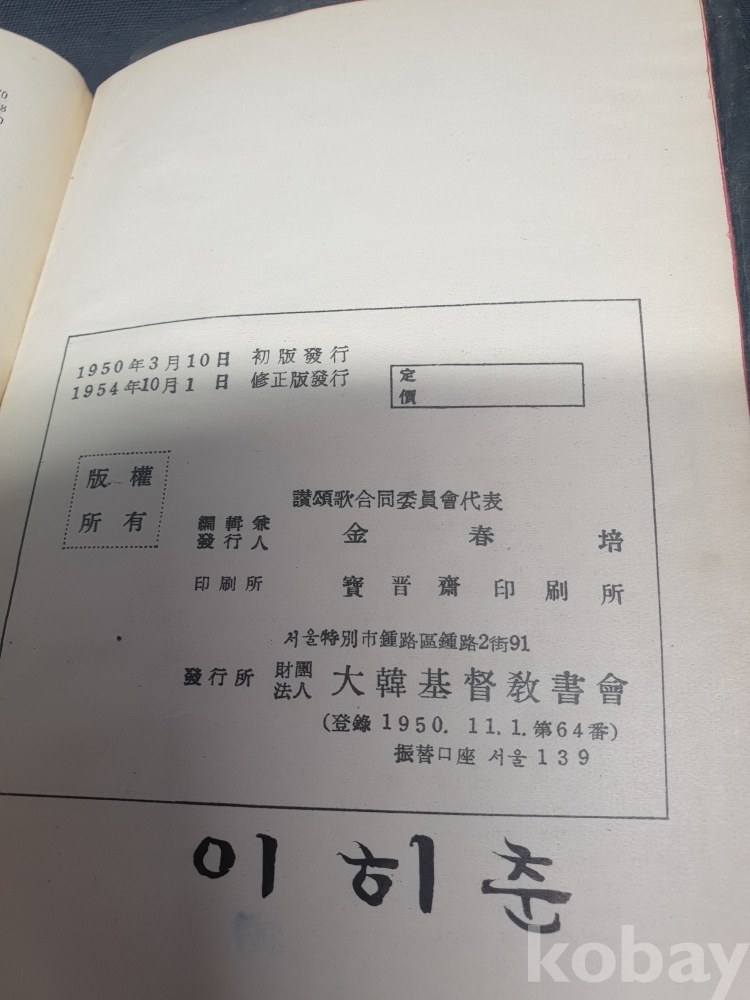 1950年3月10日 初版發行
1954年10月1日 修正版發行
定價
版權
所有
讃頌歌合同委員會代表
編輯兼
發行人
金春培
印刷所 寶晋齋印刷所
서울特別市鍾路區鍾路2街91
發行所 財團法人 大韓基督敎書會
(登錄 1950. 11.1. 第64番)
振替口座 서울 139
이히춘
kobay